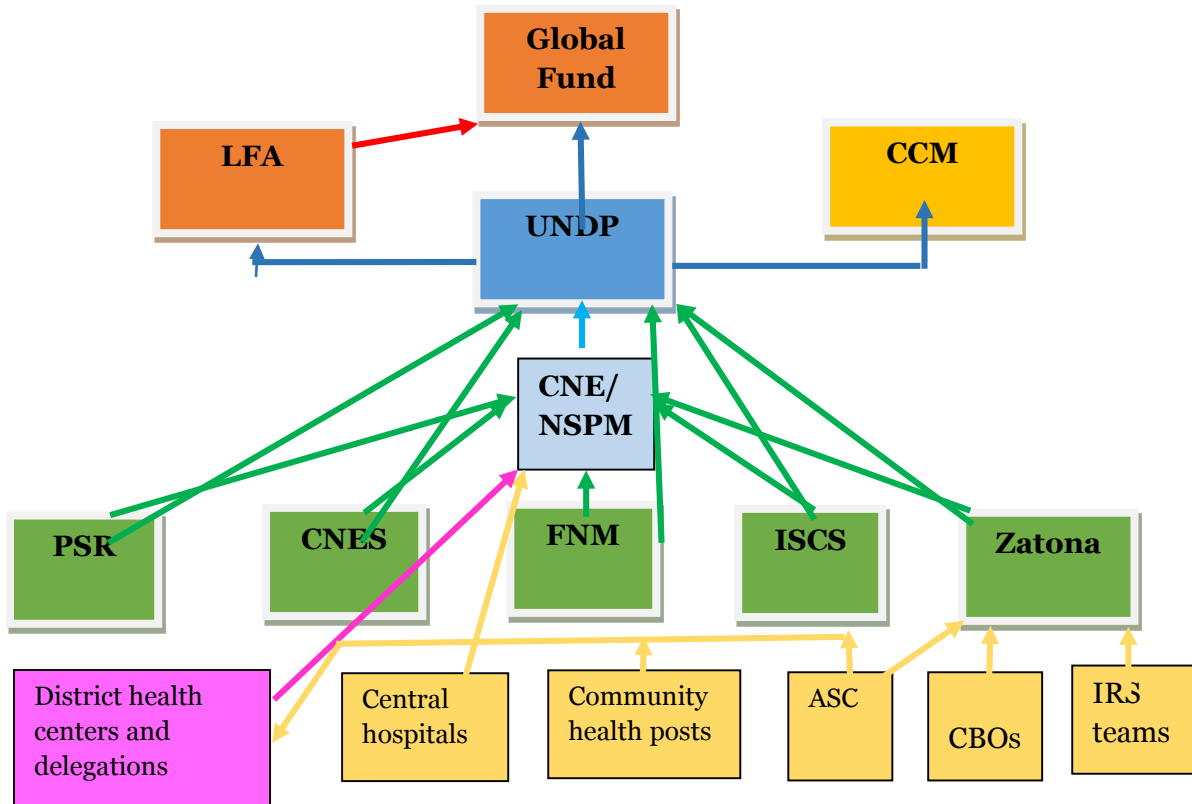 Global
Fund
LFA
CCM
UNDP
CNE/
NSPM
PSR
CNES
FNM
ISCS
Zatona
District health
centers and
delegations
Central
hospitals
Community
health posts
ASC
CBOs
IRS
teams